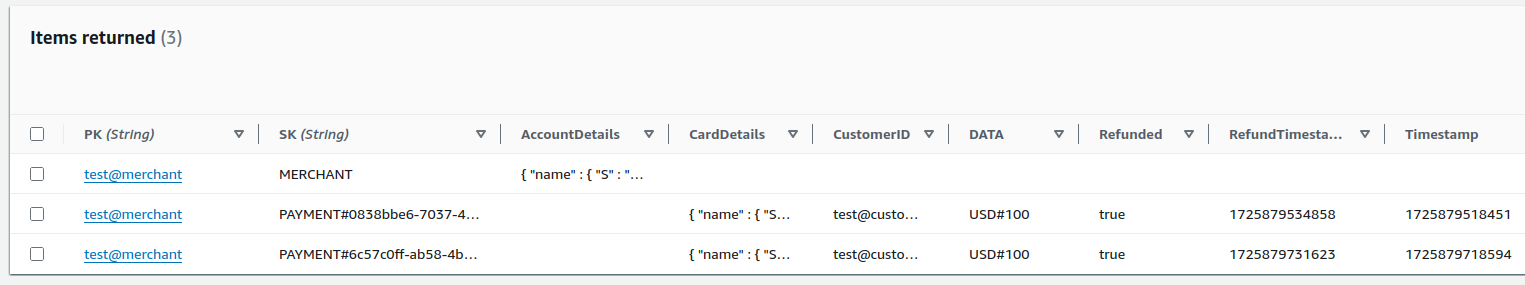 Items returned (3)
PK (String) SK (String) AccountDetails CardDetails CustomerID DATA Refunded RefundTimesta... Timestamp
test@merchant MERCHANT { "name" : { "S" : "...
test@merchant PAYMENT#0838bbe6-7037-4... { "name" : { "S... test@custo... USD#100 true 1725879534858 1725879518451
test@merchant PAYMENT#6c57c0ff-ab58-4b... { "name" : { "S... test@custo... USD#100 true 1725879731623 1725879718594